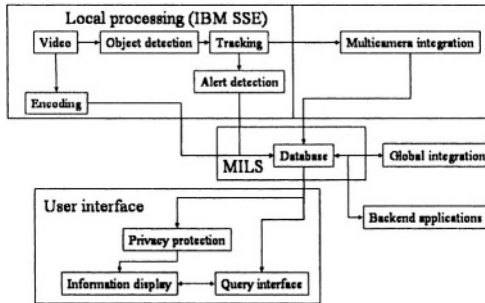 Local processing (IBM SSE)
Video
Object detection
Tracking
Multicamera integration
Alert detection
Encoding
Database
MILS
Global integration
User interface
Backend applications
Privacy protection
Information display
Query interface